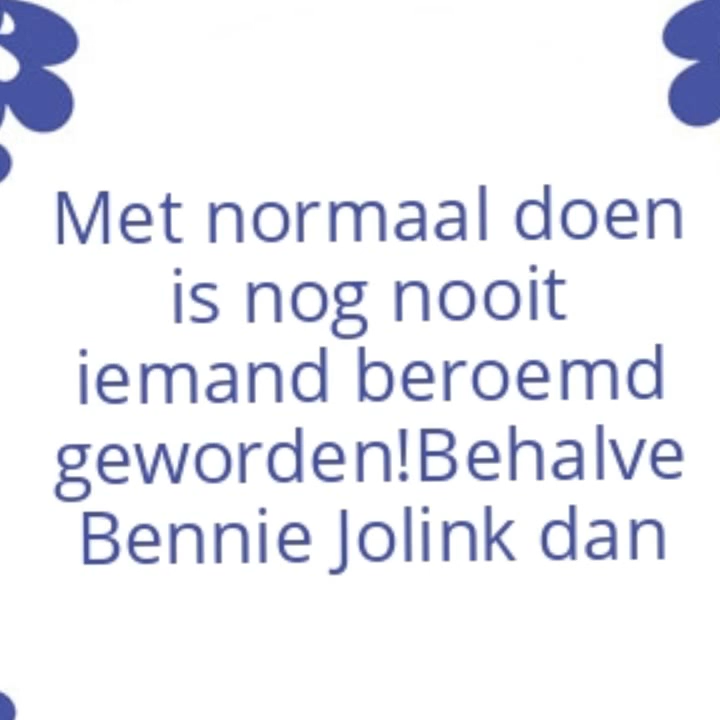 Met normaal doen
is nog nooit
iemand beroemd
geworden!Behalve
Bennie Jolink dan